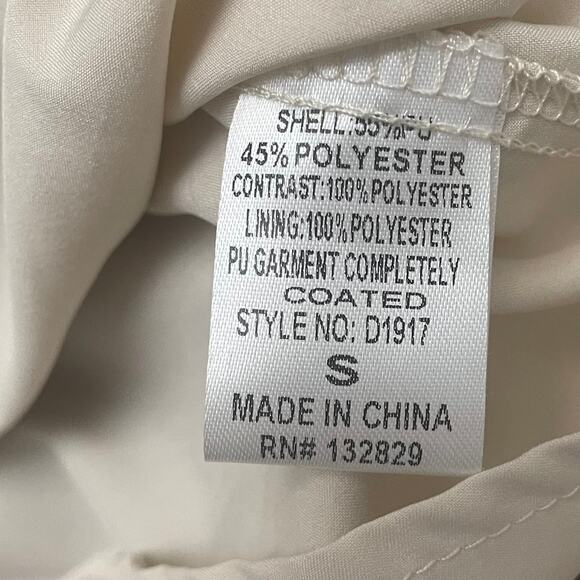 SHELL:55%PU
45% POLYESTER
CONTRAST:100% POLYESTER
LINING:100% POLYESTER
PU GARMENT COMPLETELY
COATED
STYLE NO: D1917
S
MADE IN CHINA
RN# 132829